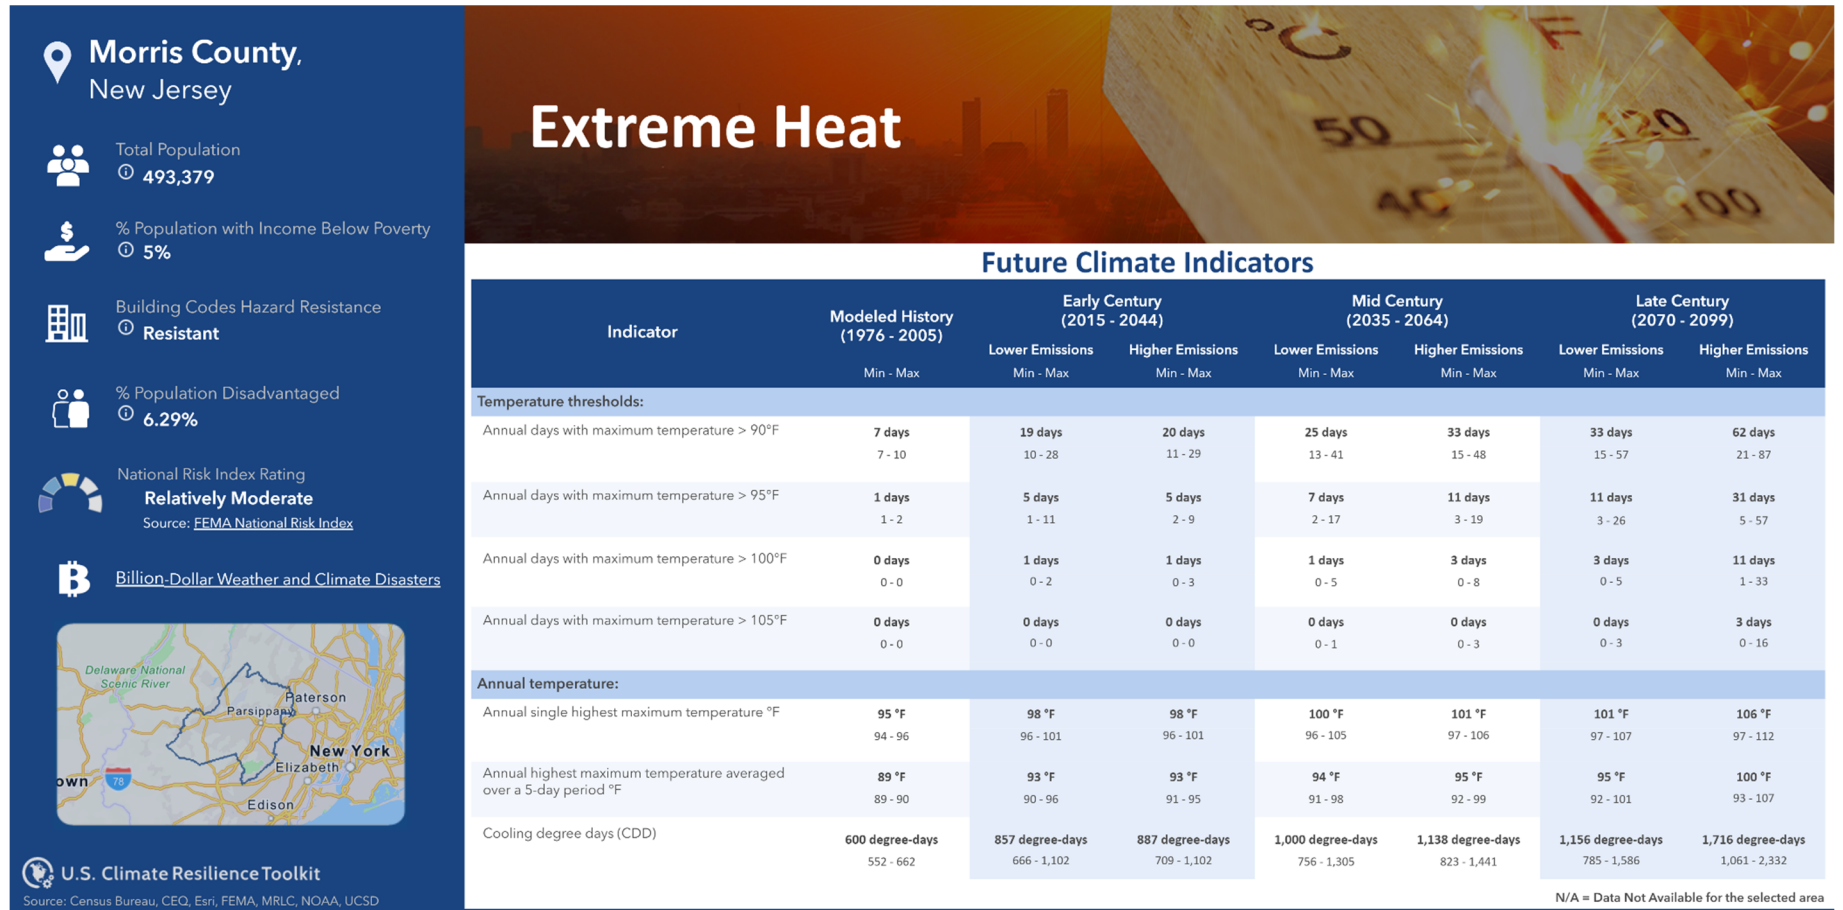 Morris County,
New Jersey
Total Population
493,379
% Population with Income Below Poverty
5%
Building Codes Hazard Resistance
Resistant
% Population Disadvantaged
6.29%
National Risk Index Rating
Relatively Moderate
Source: FEMA National Risk Index
Billion-Dollar Weather and Climate Disasters
Delaware National
Scenic River
Paterson
Parsippany
New York
Elizabeth
own
78
Edison
U.S. Climate Resilience Toolkit
Source: Census Bureau, CEQ, Esri, FEMA, MRLC, NOAA, UCSD
°C F
50 120
40 100
Extreme Heat
Future Climate Indicators
Indicator
Modeled History
(1976 - 2005)
Early Century
(2015 - 2044)
Mid Century
(2035 - 2064)
Late Century
(2070 - 2099)
Lower Emissions Higher Emissions Lower Emissions Higher Emissions Lower Emissions Higher Emissions
Min - Max Min - Max Min - Max Min - Max Min - Max Min - Max Min - Max
Temperature thresholds:
Annual days with maximum temperature > 90°F 7 days 19 days 20 days 25 days 33 days 33 days 62 days
7 - 10 10 - 28 11 - 29 13 - 41 15 - 48 15 - 57 21 - 87
Annual days with maximum temperature > 95°F 1 days 5 days 5 days 7 days 11 days 11 days 31 days
1 - 2 1 - 11 2 - 9 2 - 17 3 - 19 3 - 26 5 - 57
Annual days with maximum temperature > 100°F 0 days 1 days 1 days 1 days 3 days 3 days 11 days
0 - 0 0 - 2 0 - 3 0 - 5 0 - 8 0 - 5 1 - 33
Annual days with maximum temperature > 105°F 0 days 0 days 0 days 0 days 0 days 0 days 3 days
0 - 0 0 - 0 0 - 0 0 - 1 0 - 3 0 - 3 0 - 16
Annual temperature:
Annual single highest maximum temperature °F 95 °F 98 °F 98 °F 100 °F 101 °F 101 °F 106 °F
94 - 96 96 - 101 96 - 101 96 - 105 97 - 106 97 - 107 97 - 112
Annual highest maximum temperature averaged
over a 5-day period °F 89 °F 93 °F 93 °F 94 °F 95 °F 95 °F 100 °F
89 - 90 90 - 96 91 - 95 91 - 98 92 - 99 92 - 101 93 - 107
Cooling degree days (CDD) 600 degree-days 857 degree-days 887 degree-days 1,000 degree-days 1,138 degree-days 1,156 degree-days 1,716 degree-days
552 - 662 666 - 1,102 709 - 1,102 756 - 1,305 823 - 1,441 785 - 1,586 1,061 - 2,332
N/A = Data Not Available for the selected area